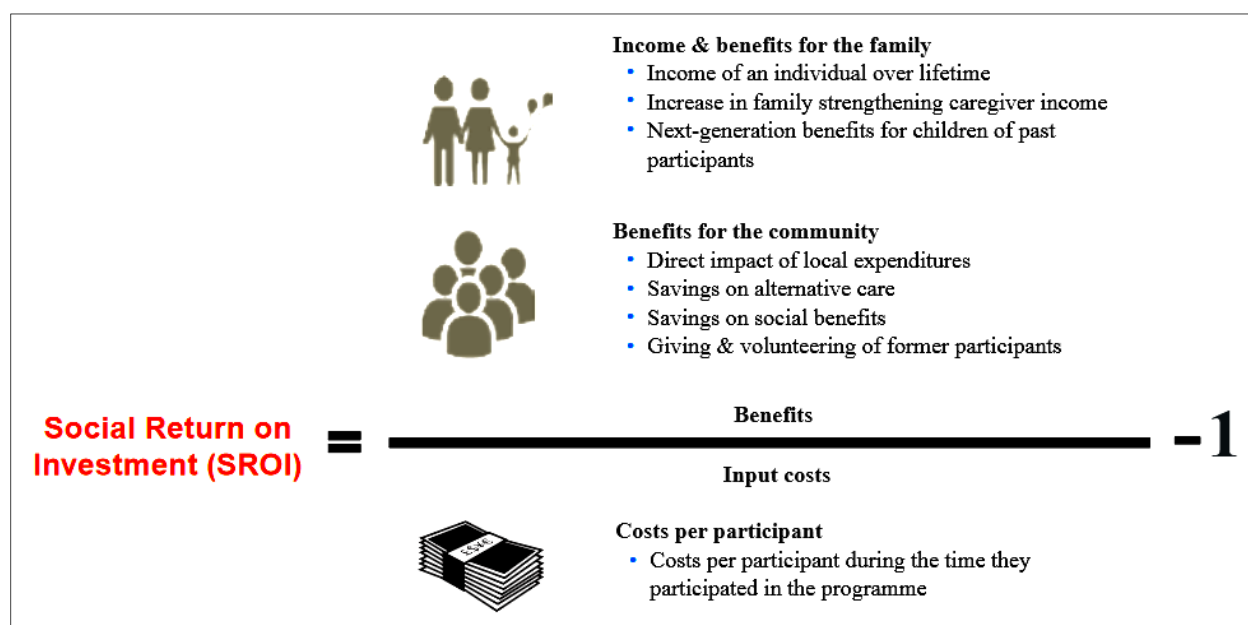 Income & benefits for the family
• Income of an individual over lifetime
• Increase in family strengthening caregiver income
• Next-generation benefits for children of past
participants
Benefits for the community
• Direct impact of local expenditures
• Savings on alternative care
• Savings on social benefits
• Giving & volunteering of former participants
Social Return on
Investment (SROI)
=
Benefits
Input costs
-1
£$¥€
Costs per participant
• Costs per participant during the time they
participated in the programme